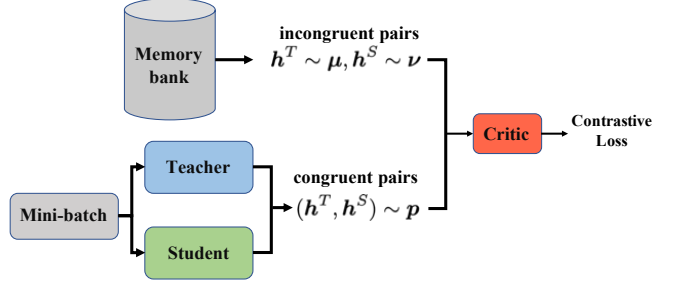 Memory
bank
incongruent pairs
h^T ∼ μ, h^S ∼ ν
Critic
Contrastive
Loss
Teacher
congruent pairs
(h^T, h^S) ∼ p
Mini-batch
Student